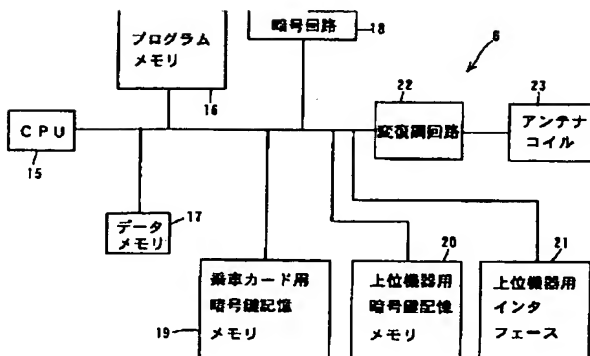 プログラム
メモリ
16
暗号回路
18
6
CPU
15
22
変復調回路
23
アンテナ
コイル
17
データ
メモリ
乗車カード用
暗号鍵記憶
メモリ
19
20
上位機器用
暗号鍵記憶
メモリ
21
上位機器用
インタ
フェース